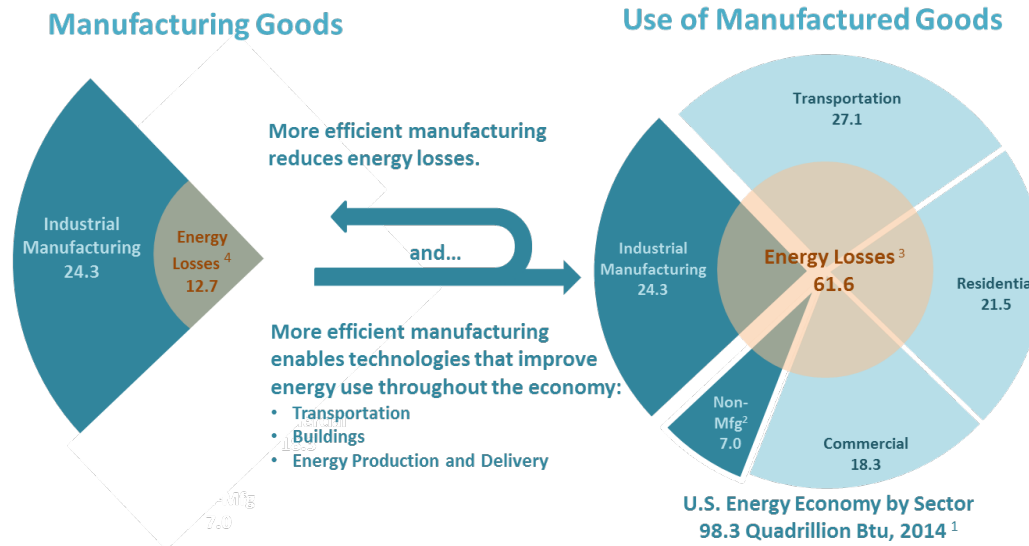 Manufacturing Goods
Use of Manufactured Goods
Industrial
Manufacturing
24.3
Energy
Losses 4
12.7
More efficient manufacturing
reduces energy losses.
and...
More efficient manufacturing
enables technologies that improve
energy use throughout the economy:
• Transportation
• Buildings
• Energy Production and Delivery
Mfg
7.0
Transportation
27.1
Industrial
Manufacturing
24.3
Energy Losses 3
61.6
Residential
21.5
Non-
Mfg2
7.0
Commercial
18.3
U.S. Energy Economy by Sector
98.3 Quadrillion Btu, 2014 1